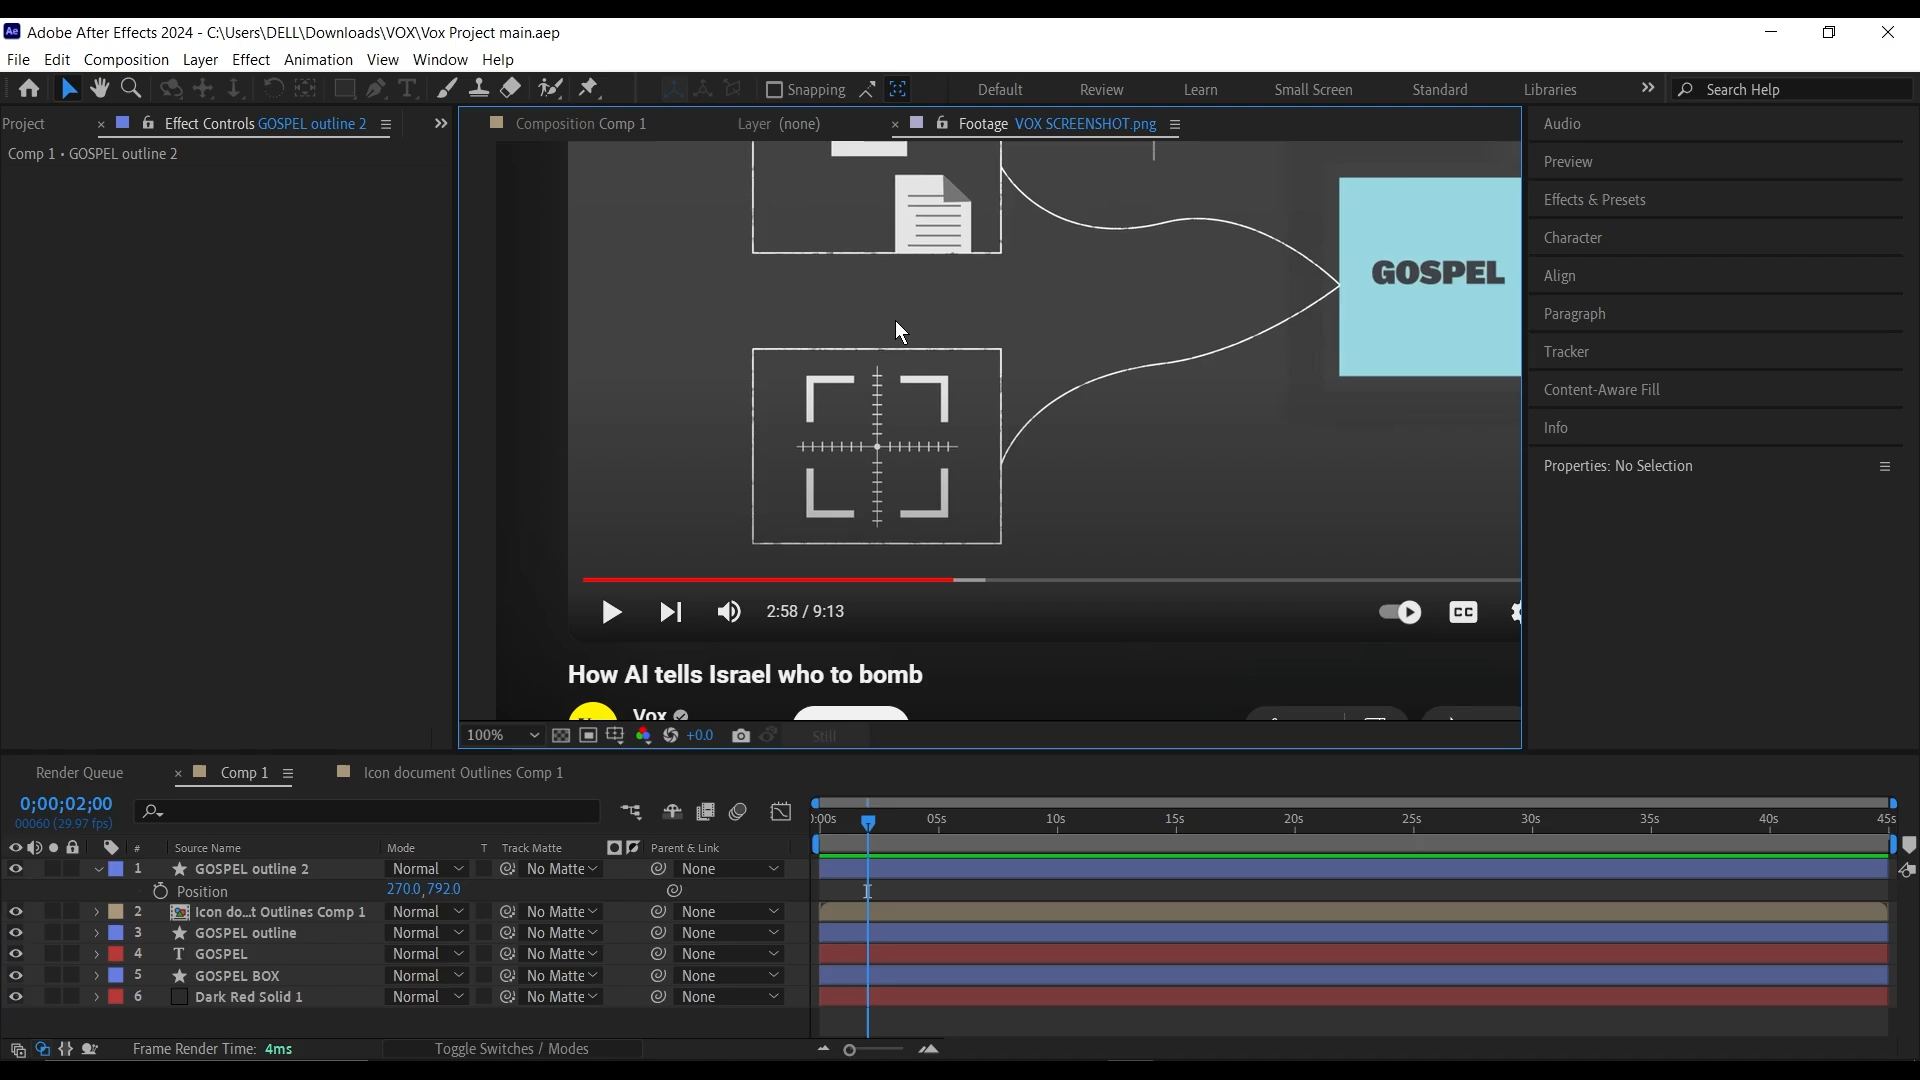 Adobe After Effects 2024 - C:\Users\DELL\Downloads\VOX\Vox Project main.aep
File Edit Composition Layer Effect Animation View Window Help
Snapping Default Review Learn Small Screen Standard Libraries Search Help
Project Effect Controls GOSPEL outline 2
Composition Comp 1 Layer (none) Footage VOX SCREENSHOT.png
Comp 1 • GOSPEL outline 2
GOSPEL
2:58 / 9:13
CC
How AI tells Israel who to bomb
Vox
100% +0.0 Still
Audio
Preview
Effects & Presets
Character
Align
Paragraph
Tracker
Content-Aware Fill
Info
Properties: No Selection
Render Queue Comp 1 Icon document Outlines Comp 1
0;00;02;00
00060 (29.97 fps)
05s 10s 15s 20s 25s 30s 35s 40s 45s
# Source Name Mode T Track Matte Parent & Link
1 GOSPEL outline 2 Normal No Matte None
Position 270.0, 792.0
2 Icon do...t Outlines Comp 1 Normal No Matte None
3 GOSPEL outline Normal No Matte None
4 T GOSPEL Normal No Matte None
5 GOSPEL BOX Normal No Matte None
6 Dark Red Solid 1 Normal No Matte None
Frame Render Time: 4ms Toggle Switches / Modes